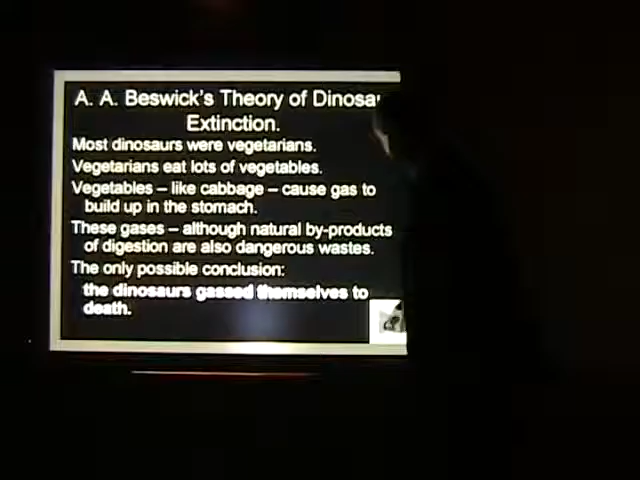 A. A. Beswick's Theory of Dinosau
Extinction.
Most dinosaurs were vegetarians.
Vegetarians eat lots of vegetables.
Vegetables – like cabbage – cause gas to
build up in the stomach.
These gases – although natural by-products
of digestion are also dangerous wastes.
The only possible conclusion:
the dinosaurs gassed themselves to
death.